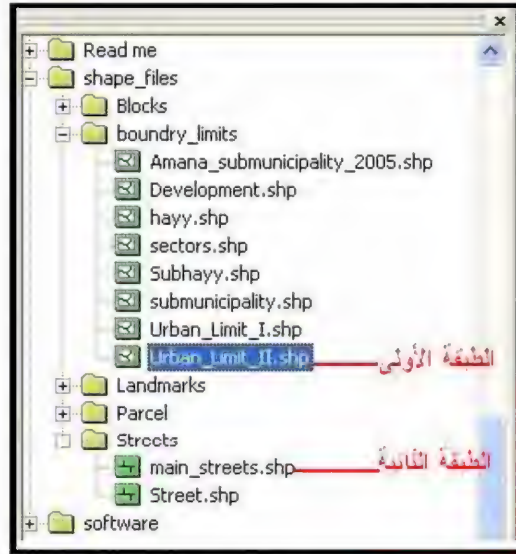 Read me
shape_files
Blocks
boundry_limits
Amana_submunicipality_2005.shp
Development.shp
hayy.shp
sectors.shp
Subhayy.shp
submunicipality.shp
Urban_Limit_I.shp
Urban_Limit_II.shp الطبقة الأولى
Landmarks
Parcel
Streets
main_streets.shp الطبقة الثانية
Street.shp
software